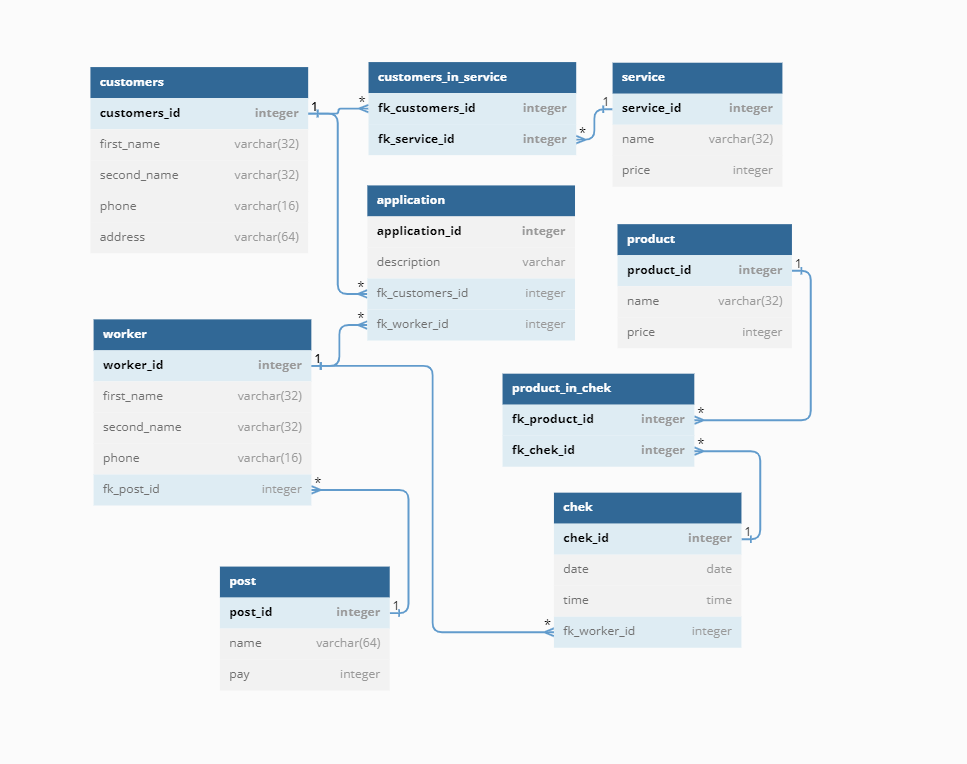 customers
customers_id integer
first_name varchar(32)
second_name varchar(32)
phone varchar(16)
address varchar(64)
1
*
customers_in_service
fk_customers_id integer
fk_service_id integer
*
1
service
service_id integer
name varchar(32)
price integer
application
application_id integer
description varchar
* fk_customers_id integer
* fk_worker_id integer
product
product_id integer
name varchar(32)
price integer
1
worker
worker_id integer
first_name varchar(32)
second_name varchar(32)
phone varchar(16)
fk_post_id integer
1
*
product_in_chek
fk_product_id integer *
fk_chek_id integer *
chek
chek_id integer 1
date date
time time
* fk_worker_id integer
post
post_id integer 1
name varchar(64)
pay integer